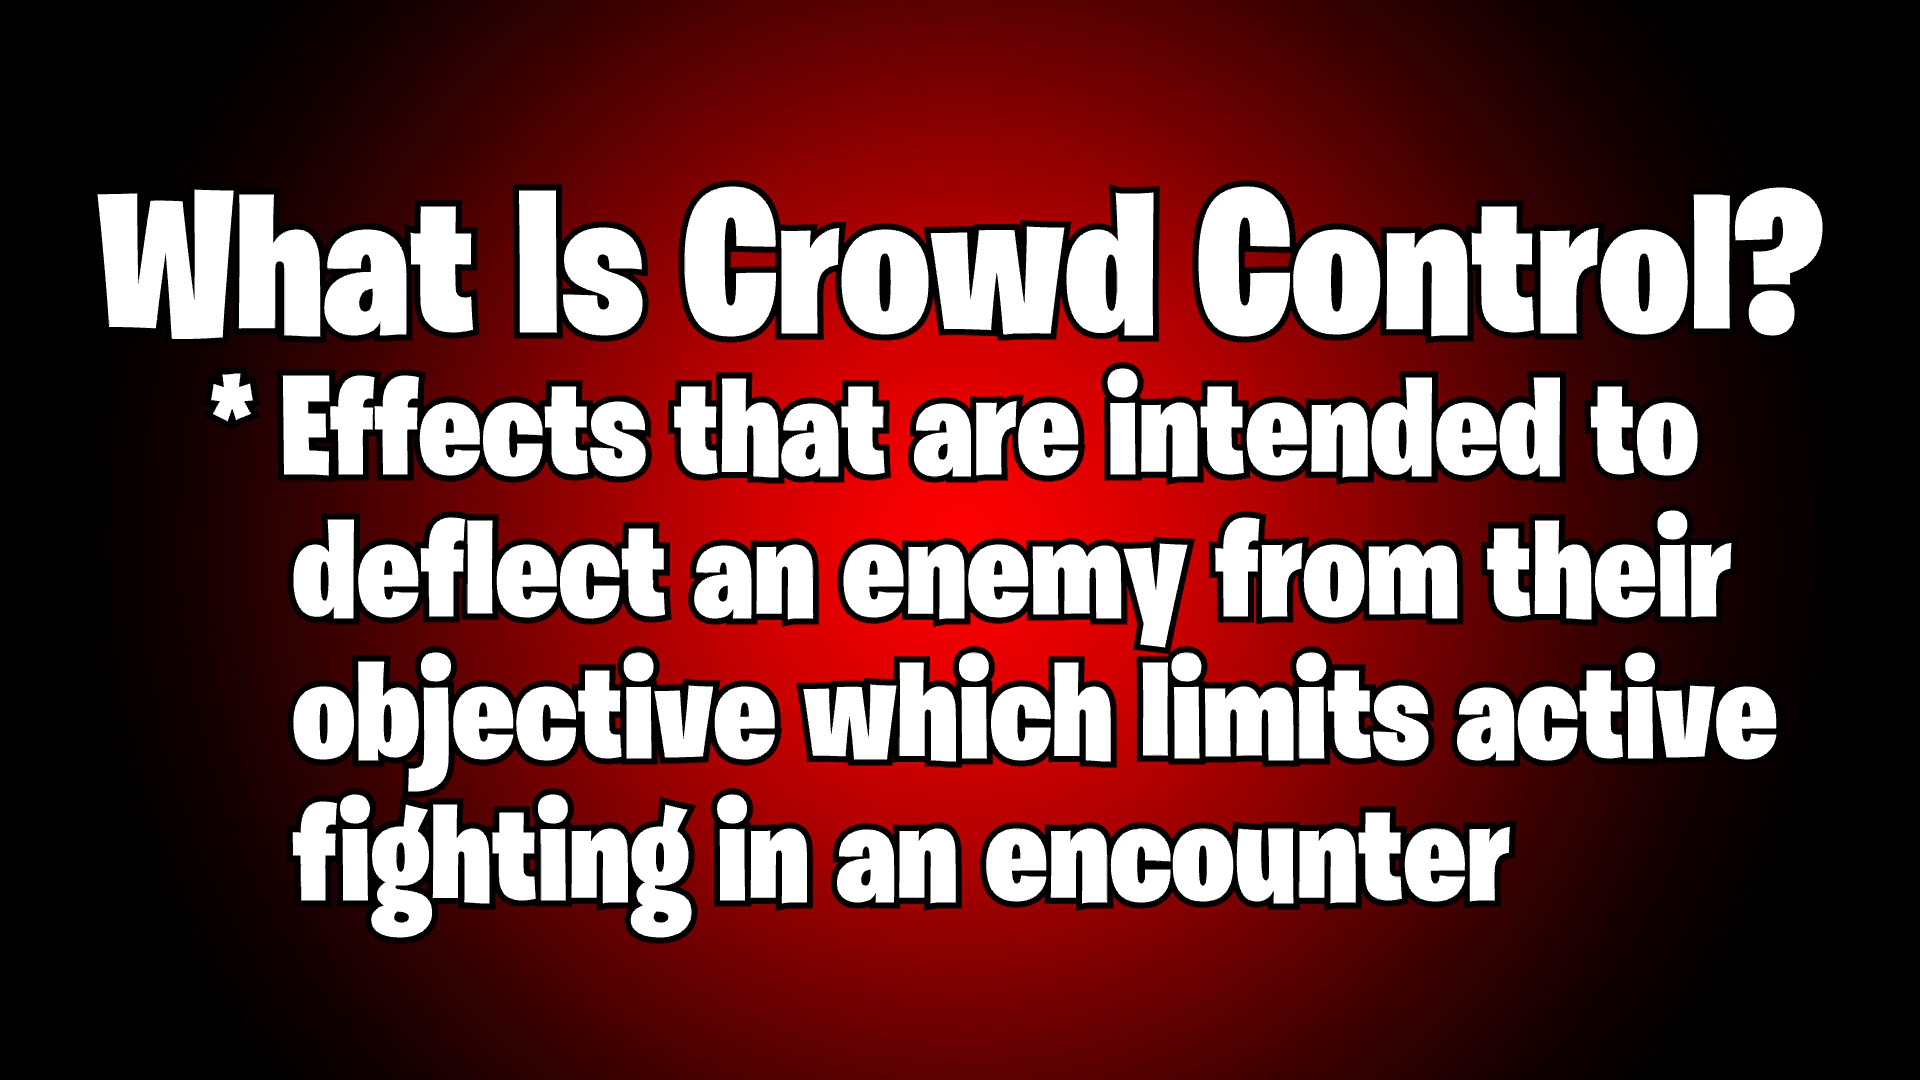 What Is Crowd Control?
* Effects that are intended to
deflect an enemy from their
objective which limits active
fighting in an encounter